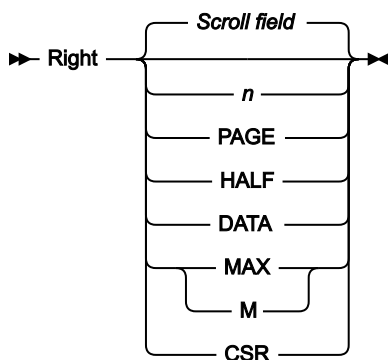 Scroll field
Right
n
PAGE
HALF
DATA
MAX
M
CSR